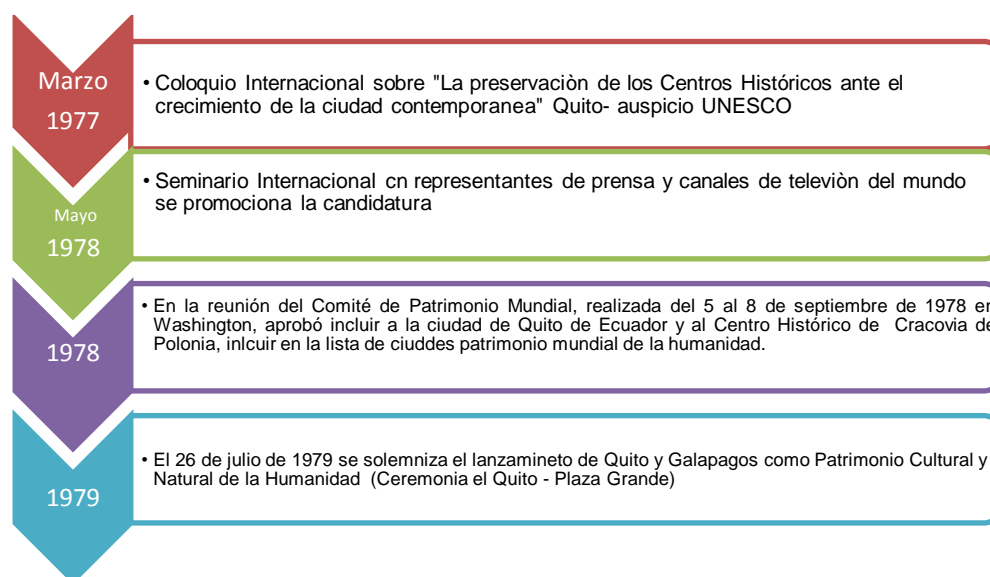 Marzo
1977
• Coloquio Internacional sobre "La preservaciòn de los Centros Históricos ante el
crecimiento de la ciudad contemporanea" Quito- auspicio UNESCO
Mayo
1978
• Seminario Internacional cn representantes de prensa y canales de televiòn del mundo
se promociona la candidatura
1978
• En la reunión del Comité de Patrimonio Mundial, realizada del 5 al 8 de septiembre de 1978 en
Washington, aprobó incluir a la ciudad de Quito de Ecuador y al Centro Histórico de Cracovia de
Polonia, inlcuir en la lista de ciuddes patrimonio mundial de la humanidad.
1979
• El 26 de julio de 1979 se solemniza el lanzamineto de Quito y Galapagos como Patrimonio Cultural y
Natural de la Humanidad (Ceremonia el Quito - Plaza Grande)